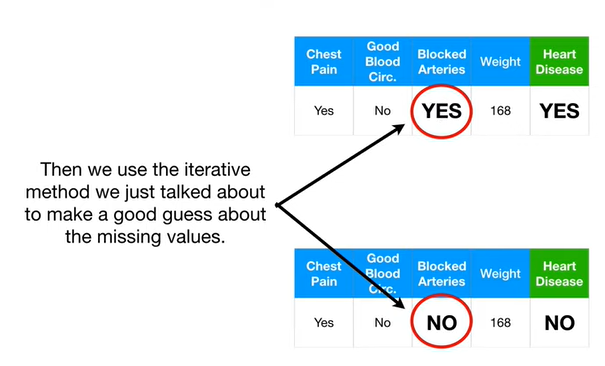 Chest Pain Good Blood Circ. Blocked Arteries Weight Heart Disease
Yes No YES 168 YES
Then we use the iterative
method we just talked about
to make a good guess about
the missing values.
Chest Pain Good Blood Circ. Blocked Arteries Weight Heart Disease
Yes No NO 168 NO